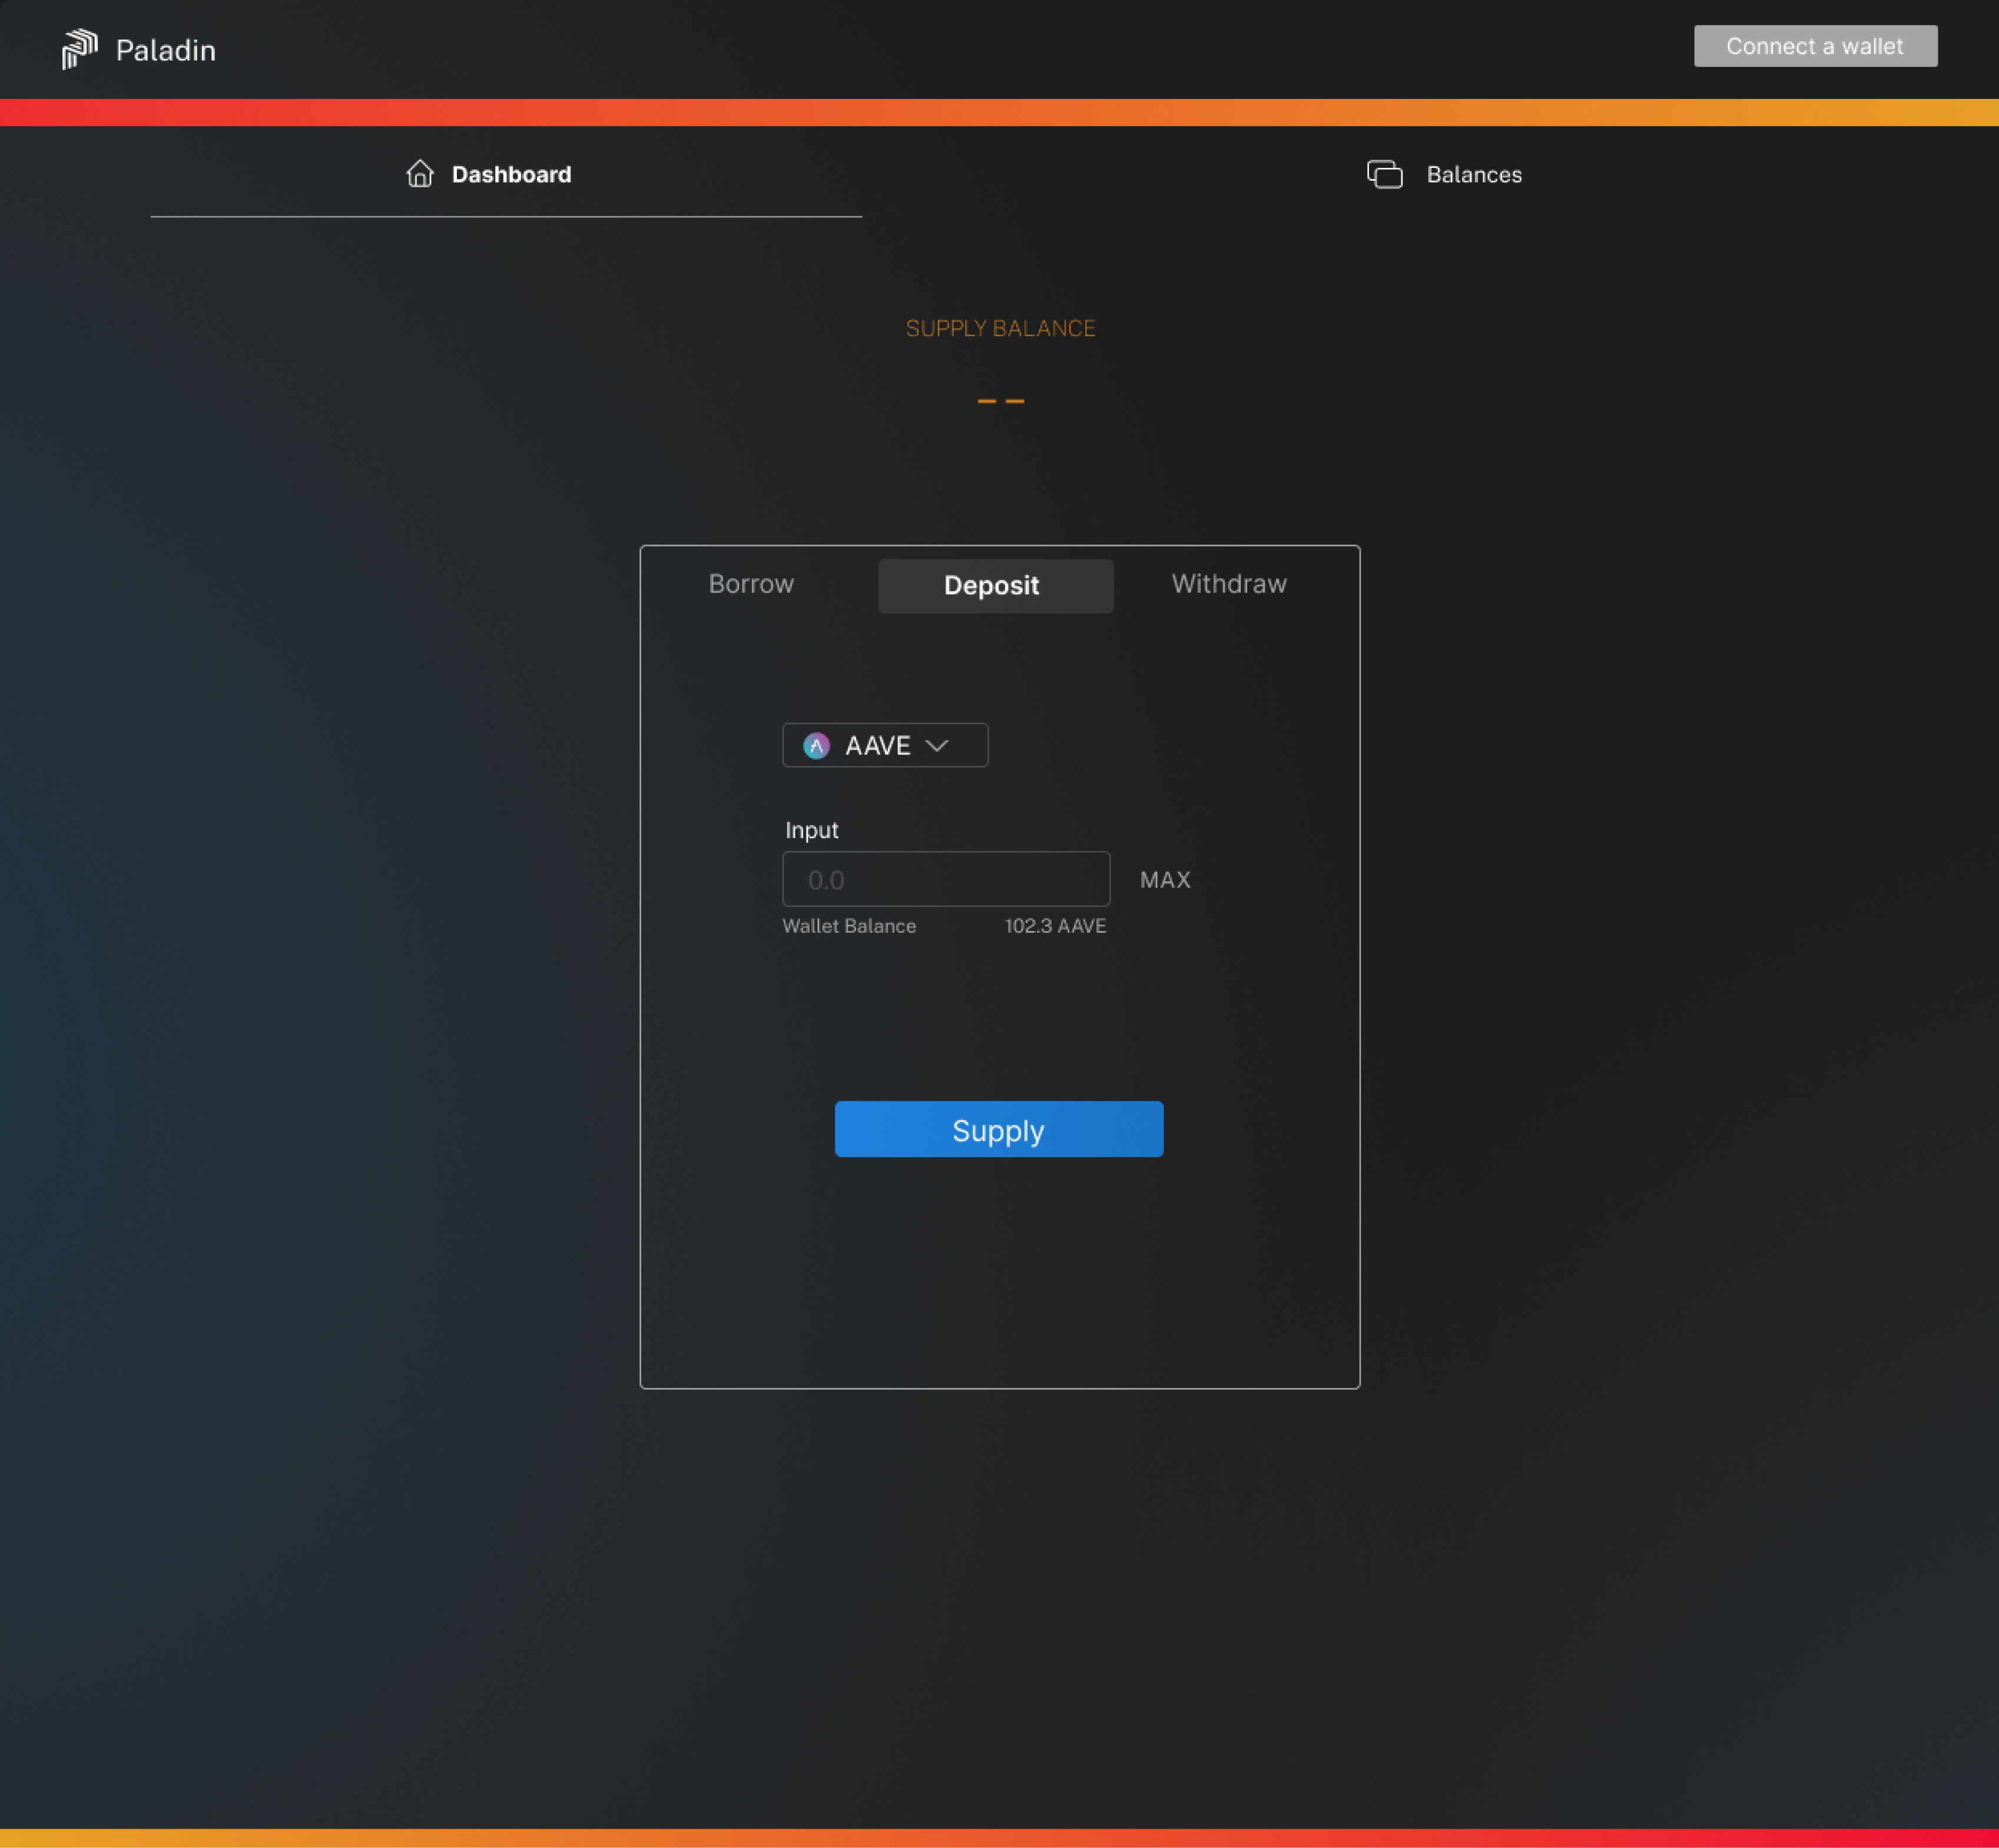 Paladin
Connect a wallet
Dashboard
Balances
SUPPLY BALANCE
--
Borrow
Deposit
Withdraw
AAVE
Input
0.0
MAX
Wallet Balance
102.3 AAVE
Supply